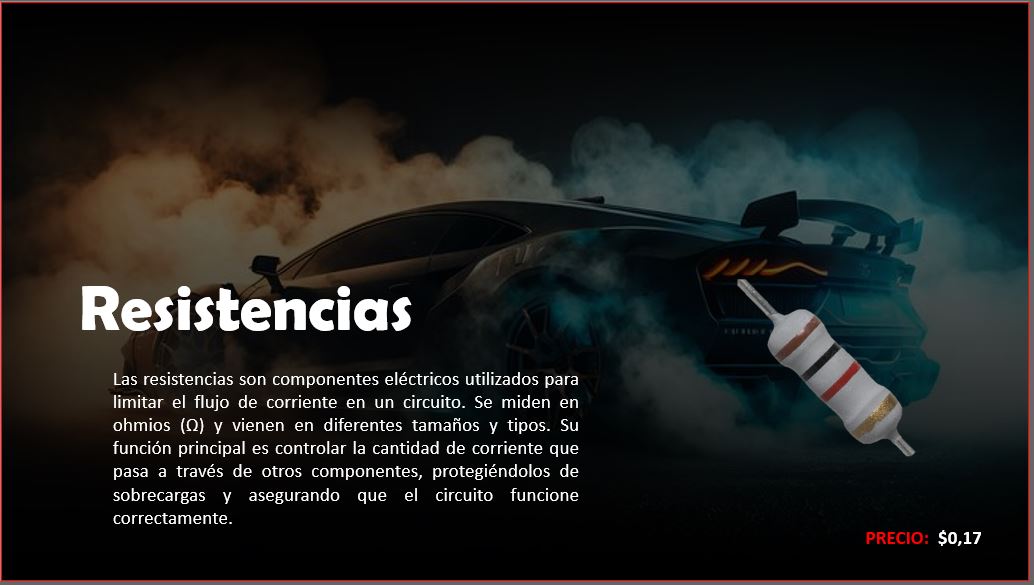 Resistencias
Las resistencias son componentes eléctricos utilizados para
limitar el flujo de corriente en un circuito. Se miden en
ohmios (Ω) y vienen en diferentes tamaños y tipos. Su
función principal es controlar la cantidad de corriente que
pasa a través de otros componentes, protegiéndolos de
sobrecargas y asegurando que el circuito funcione
correctamente.
PRECIO: $0,17